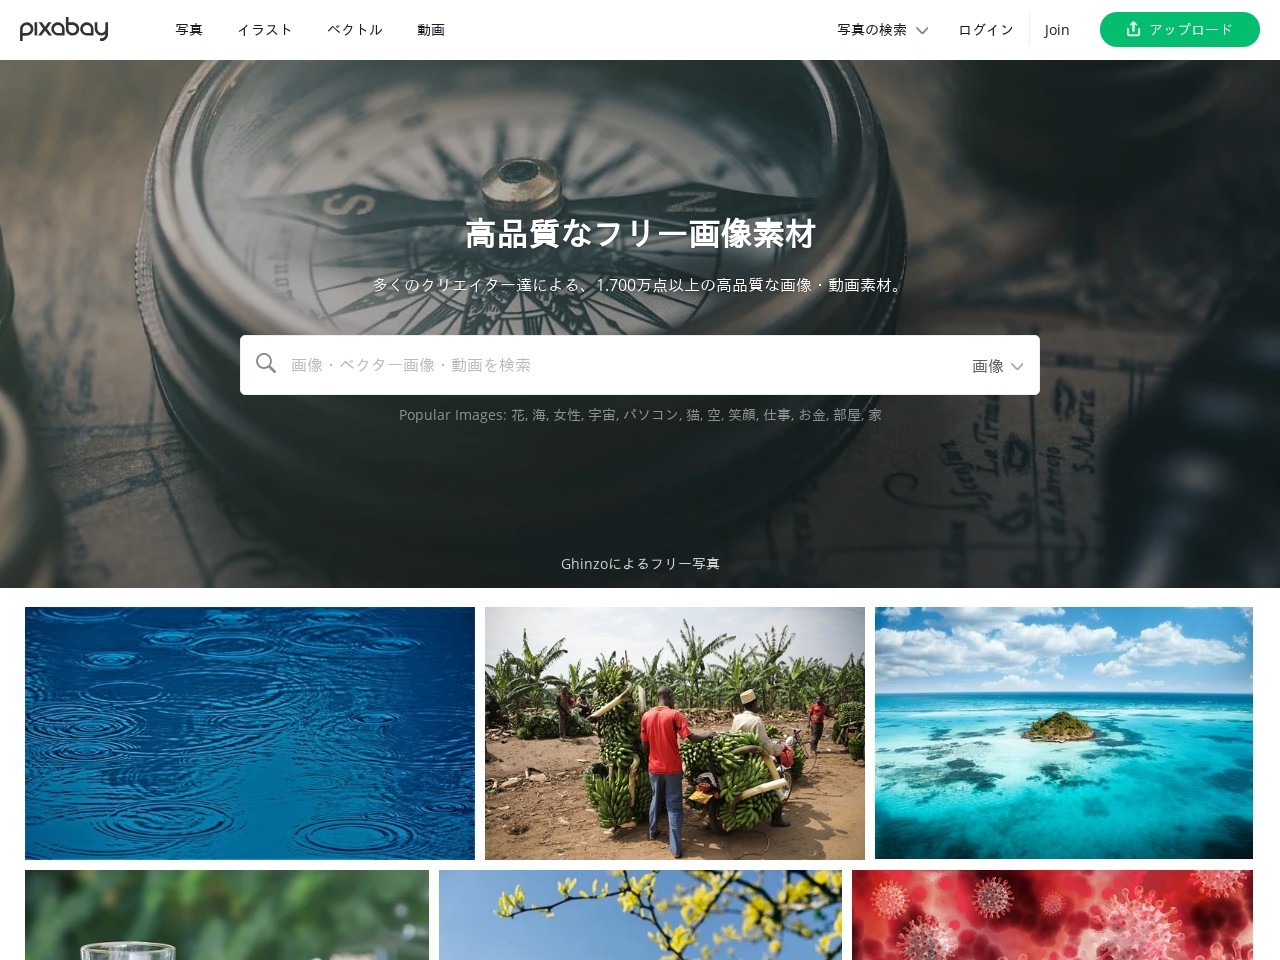 pixabay
写真 イラスト ベクトル 動画 写真の検索 ログイン Join アップロード
S N
高品質なフリー画像素材
多くのクリエイター達による、1.700万点以上の高品質な画像・動画素材。
画像・ベクター画像・動画を検索 画像
Popular Images: 花, 海, 女性, 宇宙, パソコン, 猫, 空, 笑顔, 仕事, お金, 部屋, 家
La Trini
S. Maria
Ghinzoによるフリー写真